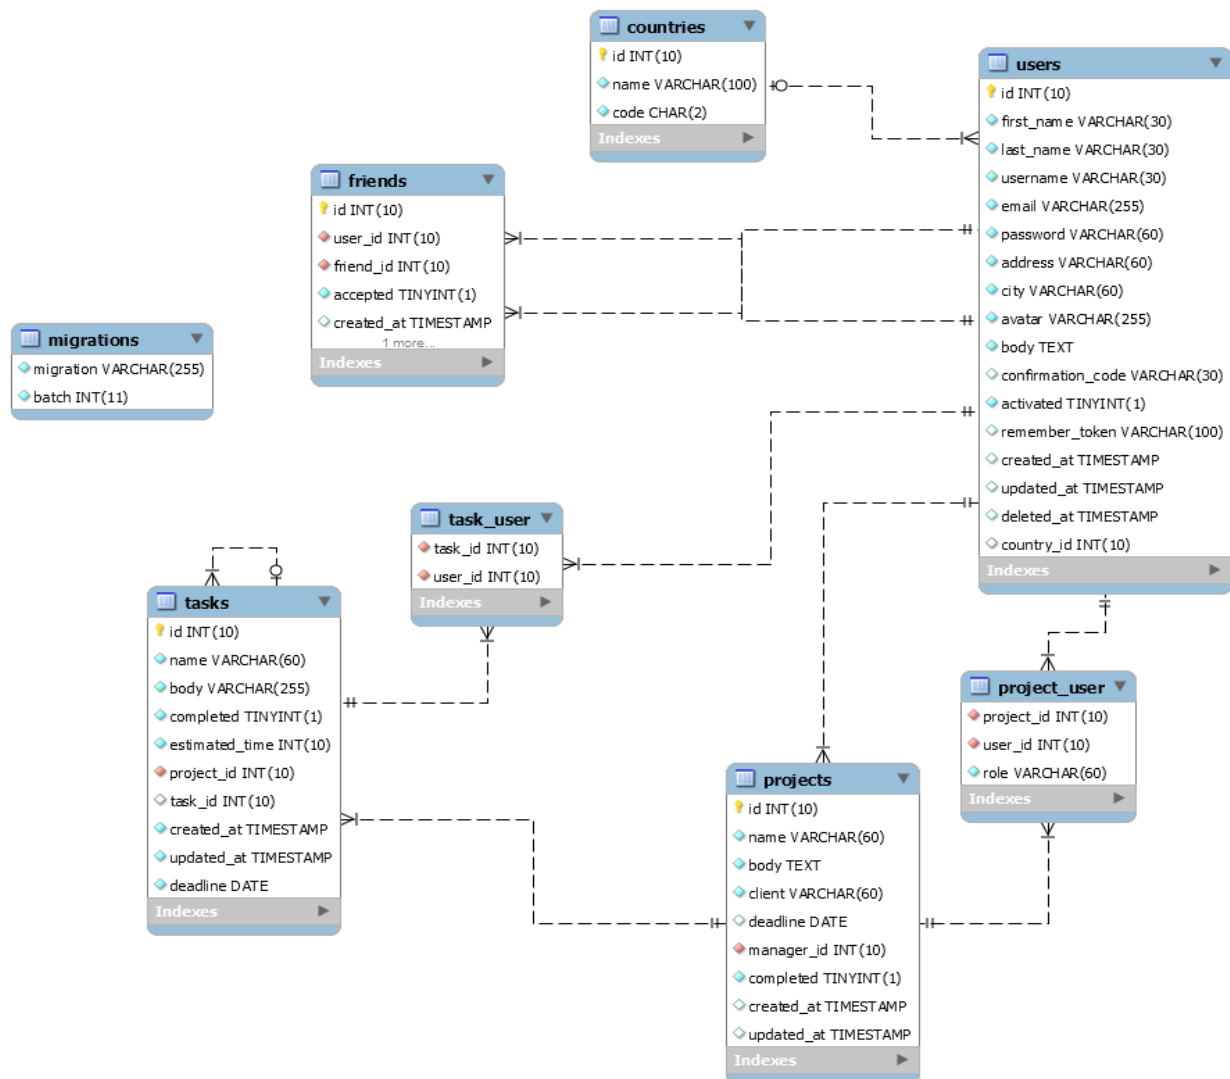 countries
id INT(10)
name VARCHAR(100)
code CHAR(2)
Indexes
users
id INT(10)
first_name VARCHAR(30)
last_name VARCHAR(30)
username VARCHAR(30)
email VARCHAR(255)
password VARCHAR(60)
address VARCHAR(60)
city VARCHAR(60)
avatar VARCHAR(255)
body TEXT
confirmation_code VARCHAR(30)
activated TINYINT(1)
remember_token VARCHAR(100)
created_at TIMESTAMP
updated_at TIMESTAMP
deleted_at TIMESTAMP
country_id INT(10)
Indexes
friends
id INT(10)
user_id INT(10)
friend_id INT(10)
accepted TINYINT(1)
created_at TIMESTAMP
1 more...
Indexes
migrations
migration VARCHAR(255)
batch INT(11)
task_user
task_id INT(10)
user_id INT(10)
Indexes
tasks
id INT(10)
name VARCHAR(60)
body VARCHAR(255)
completed TINYINT(1)
estimated_time INT(10)
project_id INT(10)
task_id INT(10)
created_at TIMESTAMP
updated_at TIMESTAMP
deadline DATE
Indexes
project_user
project_id INT(10)
user_id INT(10)
role VARCHAR(60)
Indexes
projects
id INT(10)
name VARCHAR(60)
body TEXT
client VARCHAR(60)
deadline DATE
manager_id INT(10)
completed TINYINT(1)
created_at TIMESTAMP
updated_at TIMESTAMP
Indexes